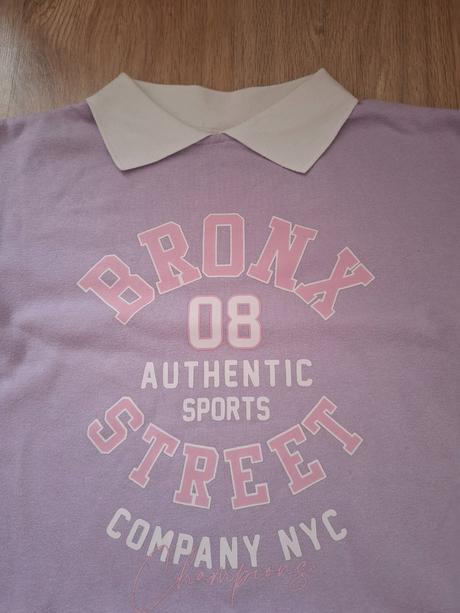 BRONX
08
AUTHENTIC
SPORTS
STREET
COMPANY NYC
Champions